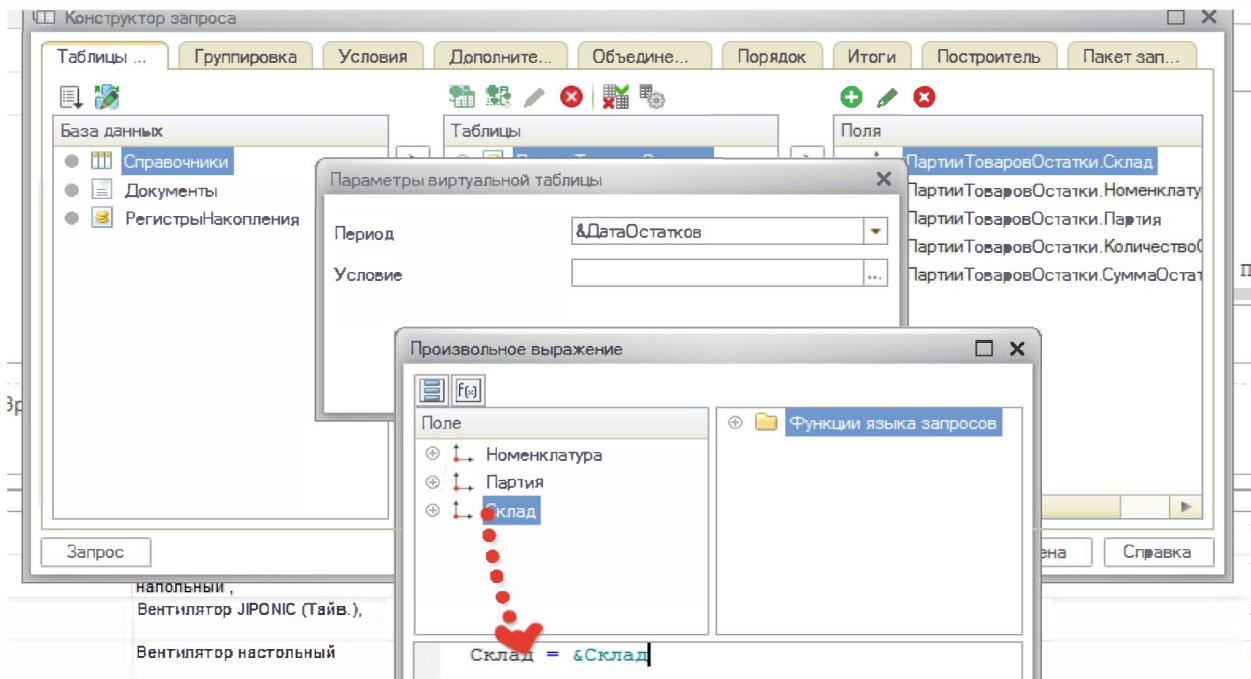 Конструктор запроса
Таблицы ...
Группировка
Условия
Дополните...
Объедине...
Порядок
Итоги
Построитель
Пакет зап...
База данных
Таблицы
Поля
Справочники
Документы
РегистрыНакопления
ПартииТоваровОстатки.Склад
ПартииТоваровОстатки.Номенклату
ПартииТоваровОстатки.Партия
ПартииТоваровОстатки.КоличествоО
ПартииТоваровОстатки.СуммаОстат
Параметры виртуальной таблицы
Период
&ДатаОстатков
Условие
...
Произвольное выражение
f(x)
Поле
Номенклатура
Партия
Склад
Функции языка запросов
Запрос
ена
Справка
напольный ,
Вентилятор JIPONIC (Тайв.),
Вентилятор настольный
Склад = &Склад